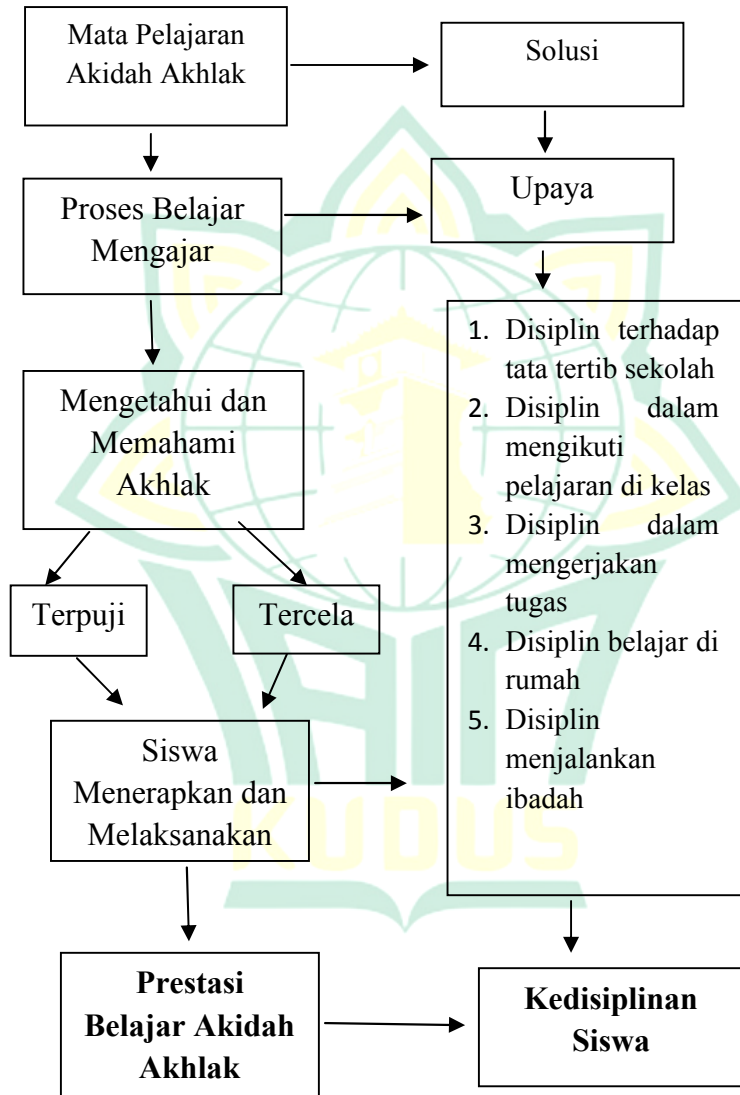 Mata Pelajaran
Akidah Akhlak
Solusi
Proses Belajar
Mengajar
Upaya
Mengetahui dan
Memahami
Akhlak
Terpuji
Tercela
Siswa
Menerapkan dan
Melaksanakan
1. Disiplin terhadap
tata tertib sekolah
2. Disiplin dalam
mengikuti
pelajaran di kelas
3. Disiplin dalam
mengerjakan
tugas
4. Disiplin belajar di
rumah
5. Disiplin
menjalankan
ibadah
Prestasi
Belajar Akidah
Akhlak
Kedisiplinan
Siswa
IAIN
KUDUS